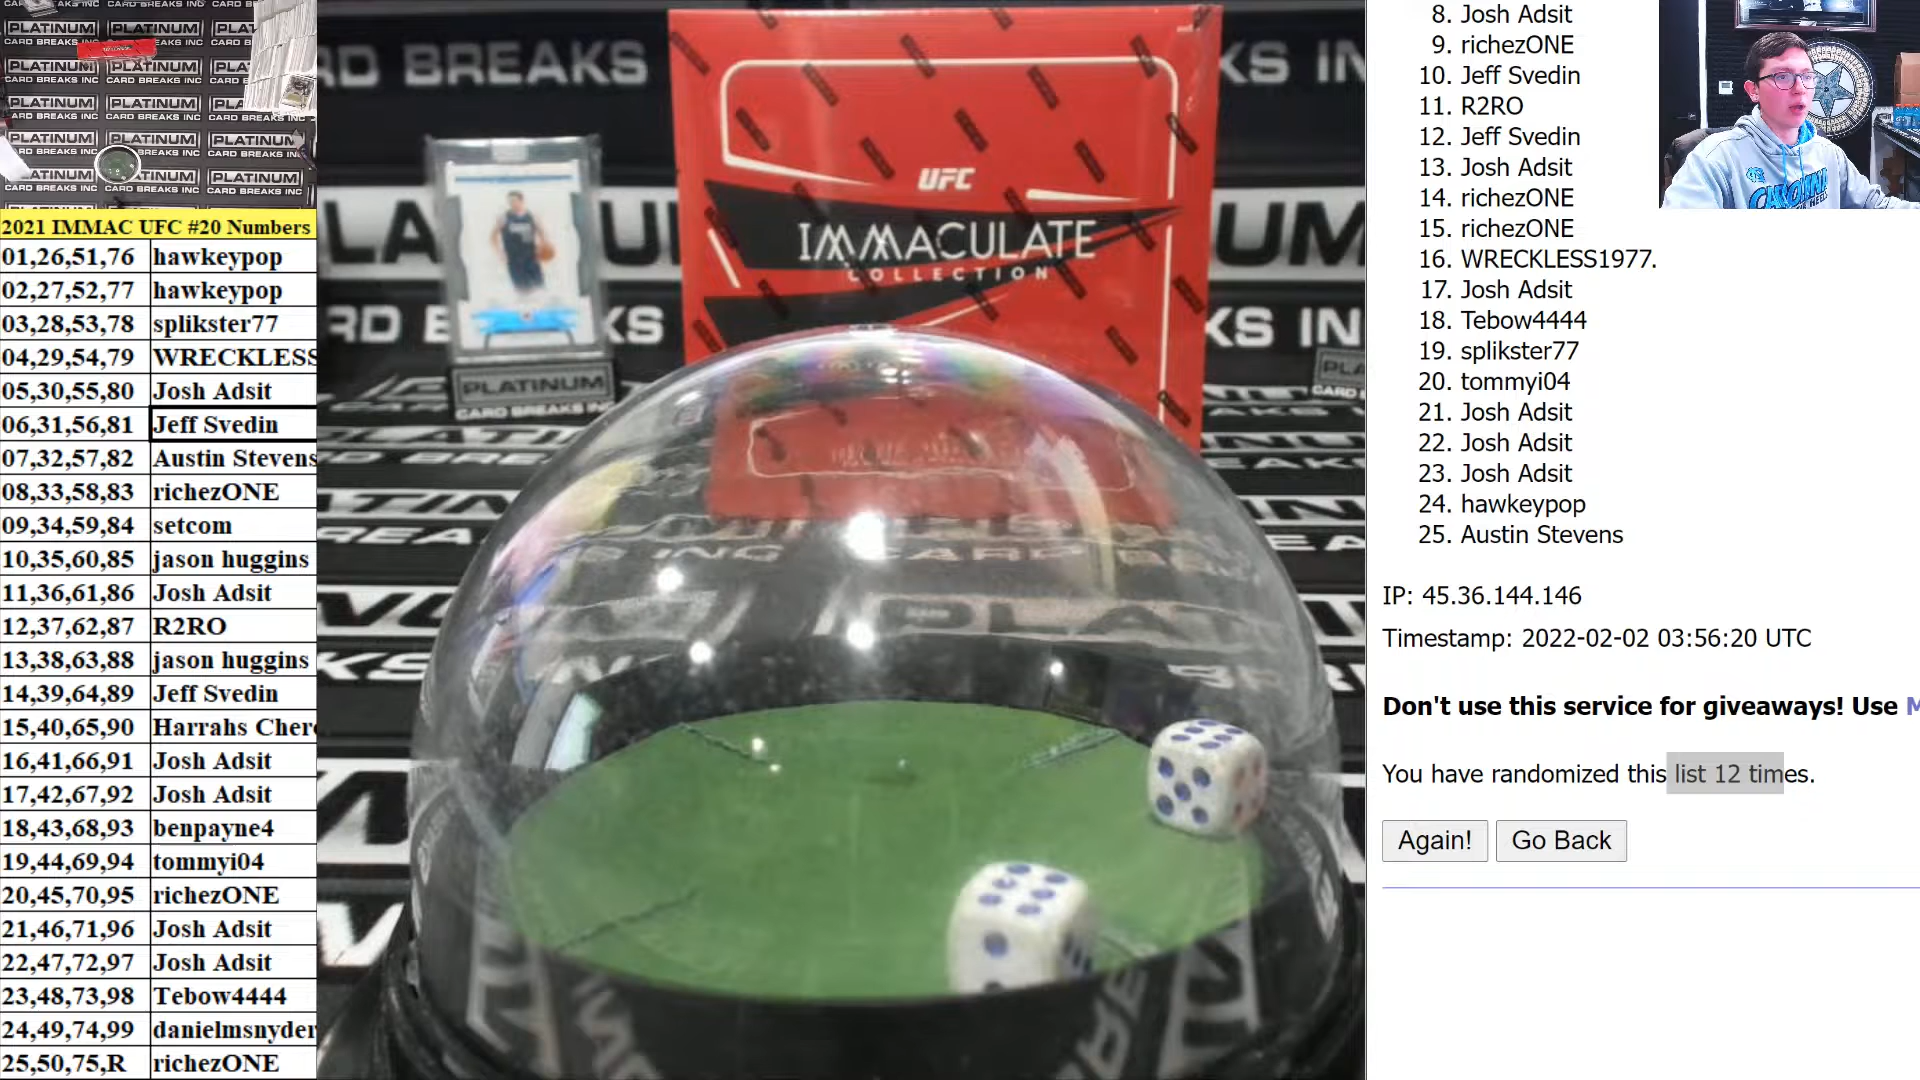 PLATINUM
CARD BREAKS INC
2021 IMMAC UFC #20 Numbers
01,26,51,76 hawkeypop
02,27,52,77 hawkeypop
03,28,53,78 splikster77
04,29,54,79 WRECKLESS
05,30,55,80 Josh Adsit
06,31,56,81 Jeff Svedin
07,32,57,82 Austin Stevens
08,33,58,83 richezONE
09,34,59,84 setcom
10,35,60,85 jason huggins
11,36,61,86 Josh Adsit
12,37,62,87 R2RO
13,38,63,88 jason huggins
14,39,64,89 Jeff Svedin
15,40,65,90 Harrahs Chero
16,41,66,91 Josh Adsit
17,42,67,92 Josh Adsit
18,43,68,93 benpayne4
19,44,69,94 tommyi04
20,45,70,95 richezONE
21,46,71,96 Josh Adsit
22,47,72,97 Josh Adsit
23,48,73,98 Tebow4444
24,49,74,99 danielmsnyder
25,50,75,R richezONE
RD BREAKS
KS IN
UFC
IMMACULATE
COLLECTION
PLATINUM
CARD BREAKS INC
8. Josh Adsit
9. richezONE
10. Jeff Svedin
11. R2RO
12. Jeff Svedin
13. Josh Adsit
14. richezONE
15. richezONE
16. WRECKLESS1977.
17. Josh Adsit
18. Tebow4444
19. splikster77
20. tommyi04
21. Josh Adsit
22. Josh Adsit
23. Josh Adsit
24. hawkeypop
25. Austin Stevens
IP: 45.36.144.146
Timestamp: 2022-02-02 03:56:20 UTC
Don't use this service for giveaways! Use M
You have randomized this list 12 times.
Again! Go Back
CAROLINA